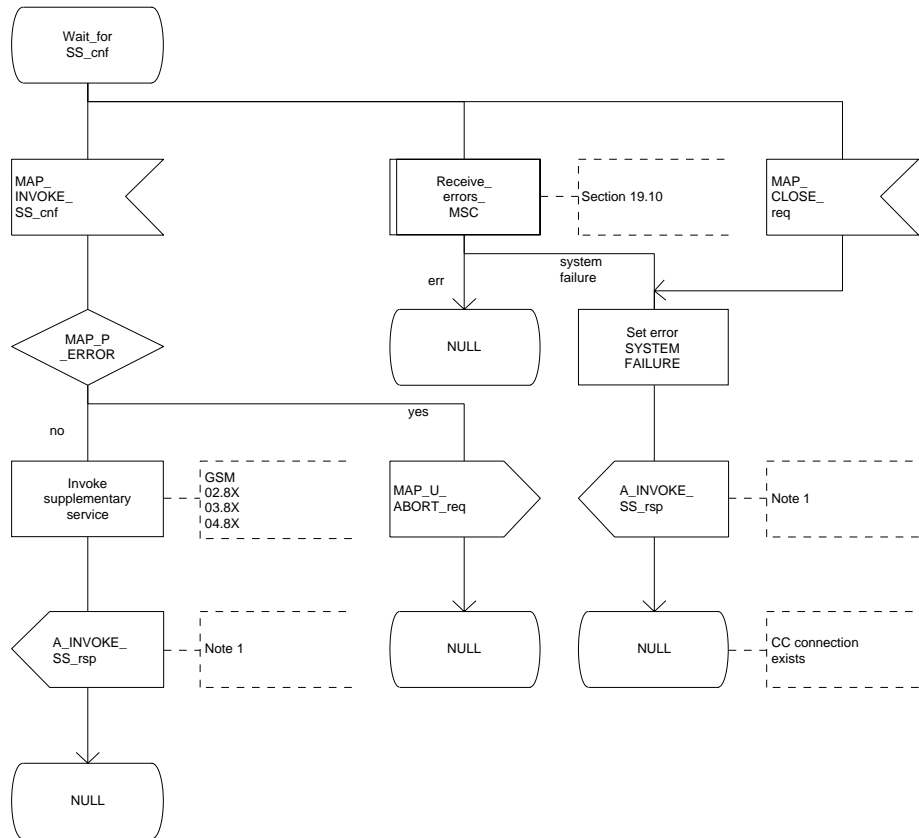 Wait_for
SS_cnf
MAP_
INVOKE_
SS_cnf
Receive_
errors_
MSC
Section 19.10
MAP_
CLOSE_
req
err
system
failure
MAP_P
_ERROR
NULL
Set error
SYSTEM
FAILURE
no
yes
Invoke
supplementary
service
GSM
02.8X
03.8X
04.8X
MAP_U_
ABORT_req
A_INVOKE_
SS_rsp
Note 1
A_INVOKE_
SS_rsp
Note 1
NULL
NULL
CC connection
exists
NULL